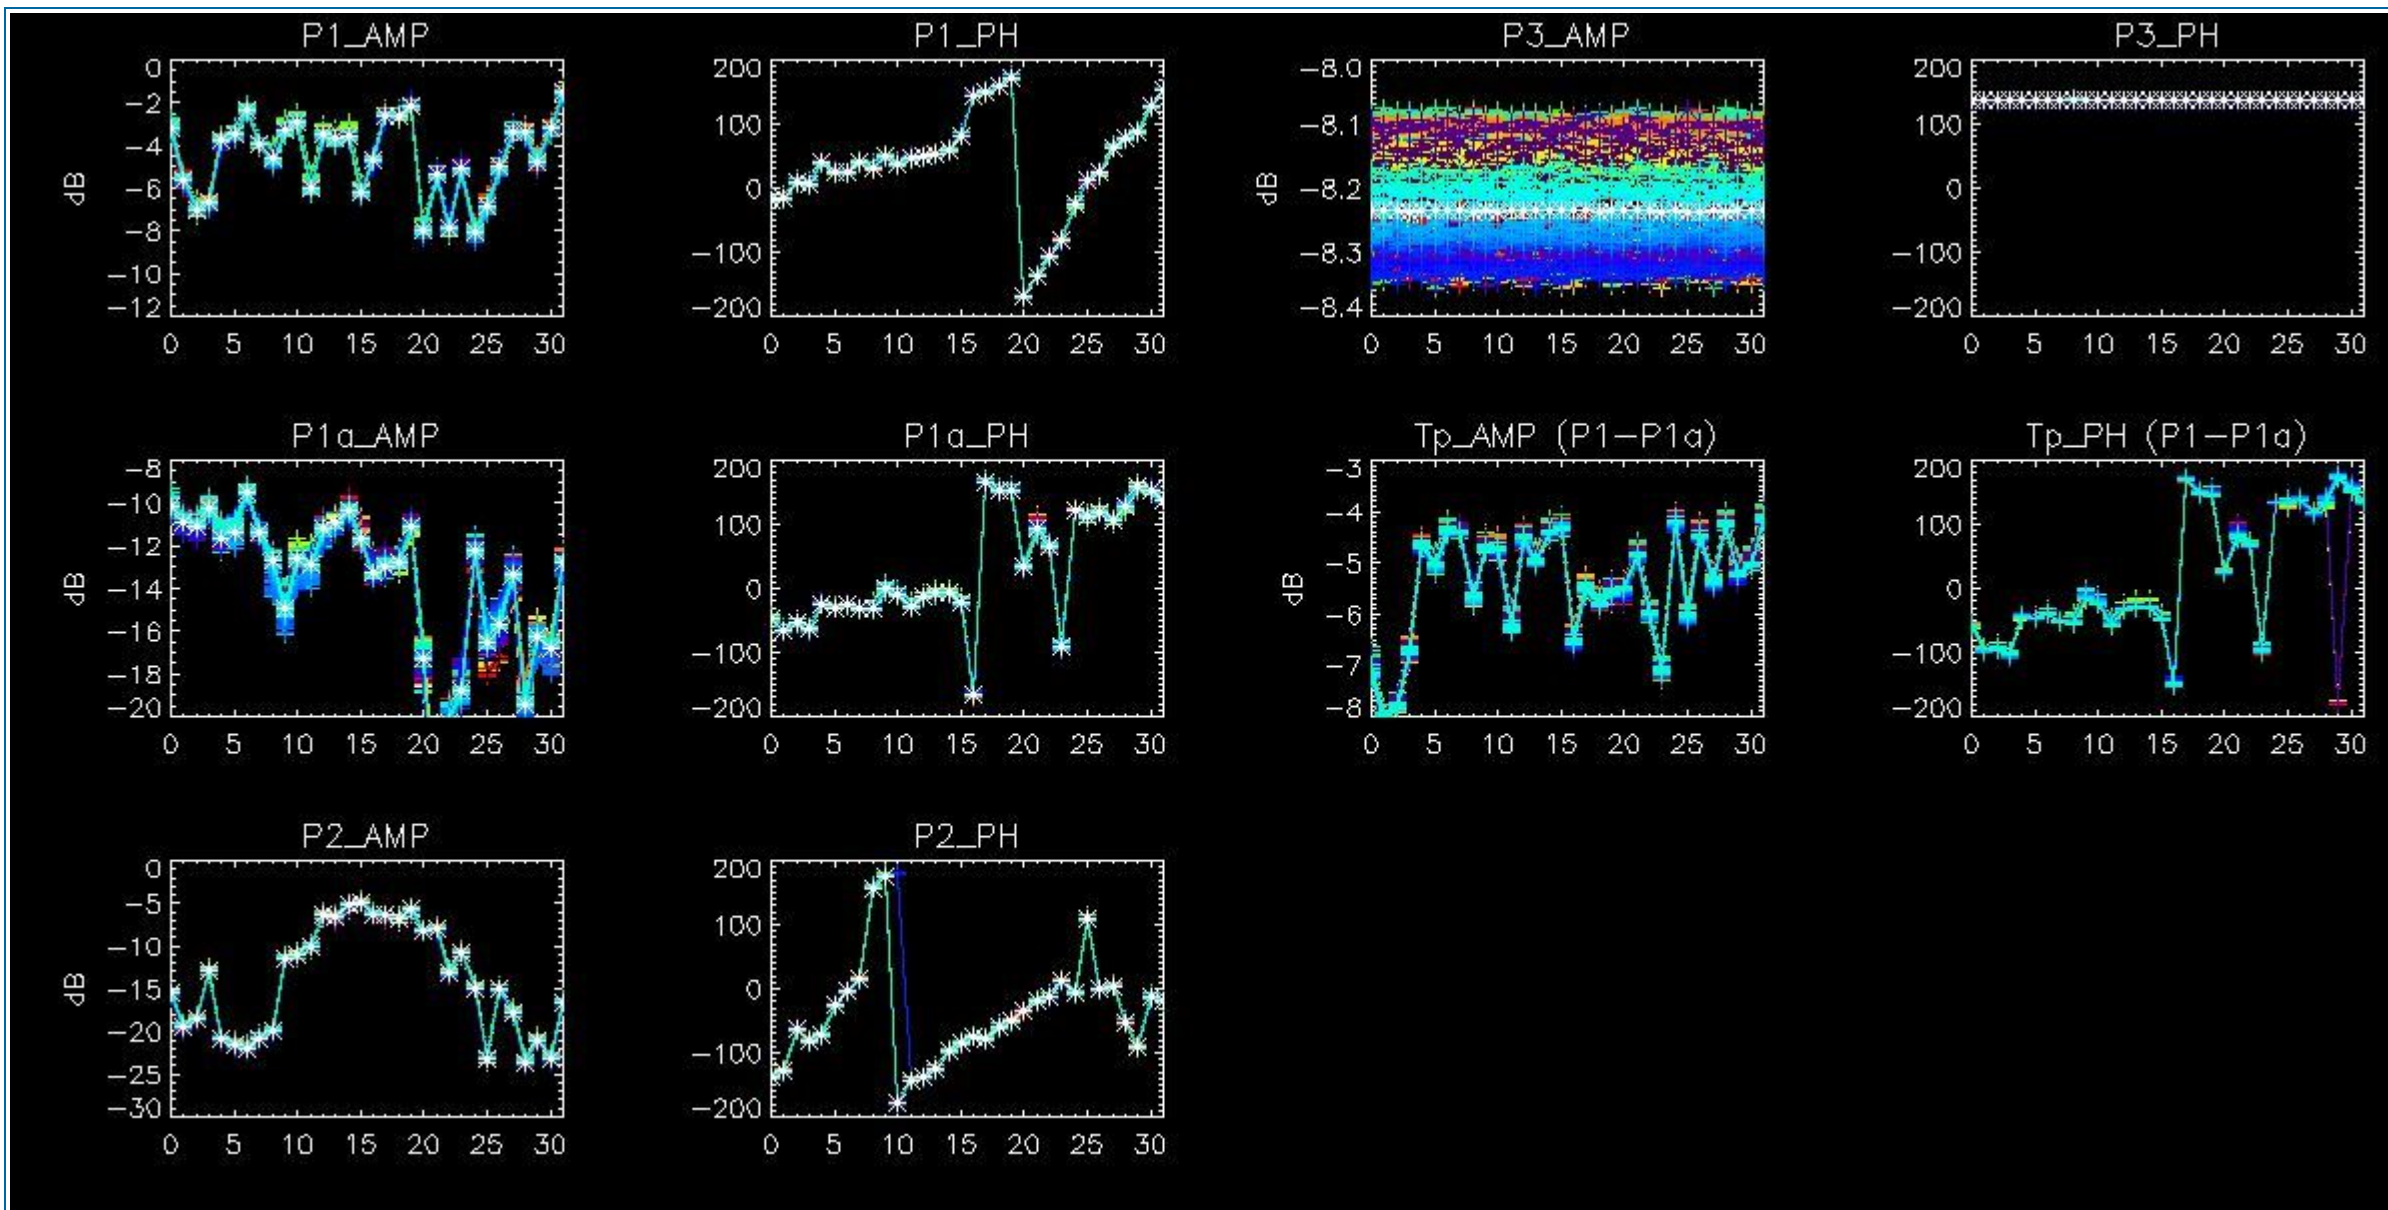 P1_AMP
0
−2
−4
−6
−8
−10
−12
dB
0 5 10 15 20 25 30
P1_PH
200
100
0
−100
−200
0 5 10 15 20 25 30
P3_AMP
−8.0
−8.1
−8.2
−8.3
−8.4
dB
0 5 10 15 20 25 30
P3_PH
200
100
0
−100
−200
0 5 10 15 20 25 30
P1a_AMP
−8
−10
−12
−14
−16
−18
−20
dB
0 5 10 15 20 25 30
P1a_PH
200
100
0
−100
−200
0 5 10 15 20 25 30
Tp_AMP (P1−P1a)
−3
−4
−5
−6
−7
−8
dB
0 5 10 15 20 25 30
Tp_PH (P1−P1a)
200
100
0
−100
−200
0 5 10 15 20 25 30
P2_AMP
0
−5
−10
−15
−20
−25
−30
dB
0 5 10 15 20 25 30
P2_PH
200
100
0
−100
−200
0 5 10 15 20 25 30